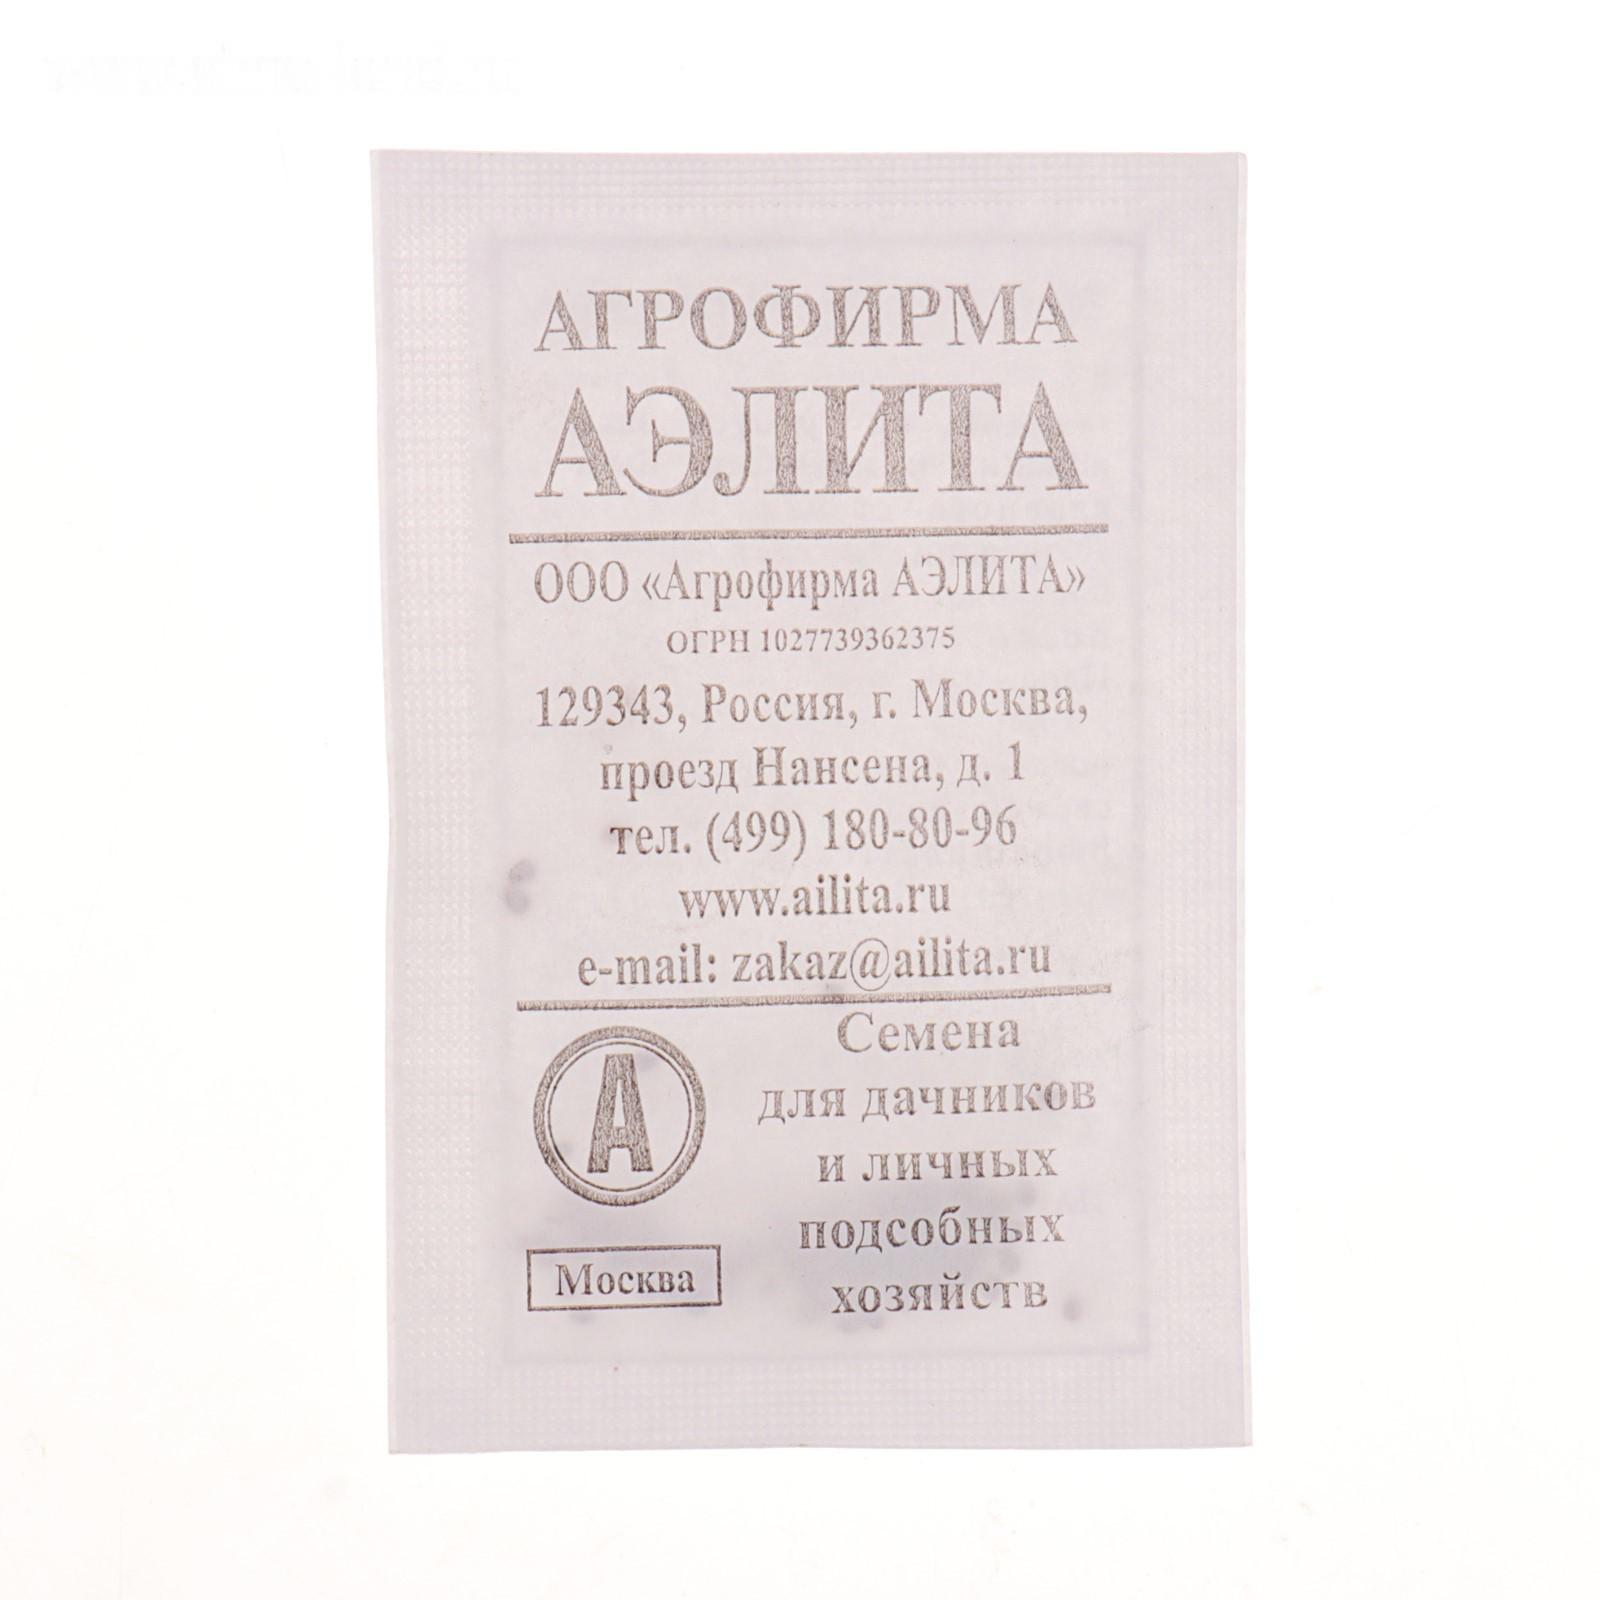 АГРОФИРМА
АЭЛИТА
ООО «Агрофирма АЭЛИТА»
ОГРН 1027739362375
129343, Россия, г. Москва,
проезд Нансена, д. 1
тел. (499) 180-80-96
www.ailita.ru
e-mail: zakaz@ailita.ru
А
Москва
Семена
для дачников
и личных
подсобных
хозяйств